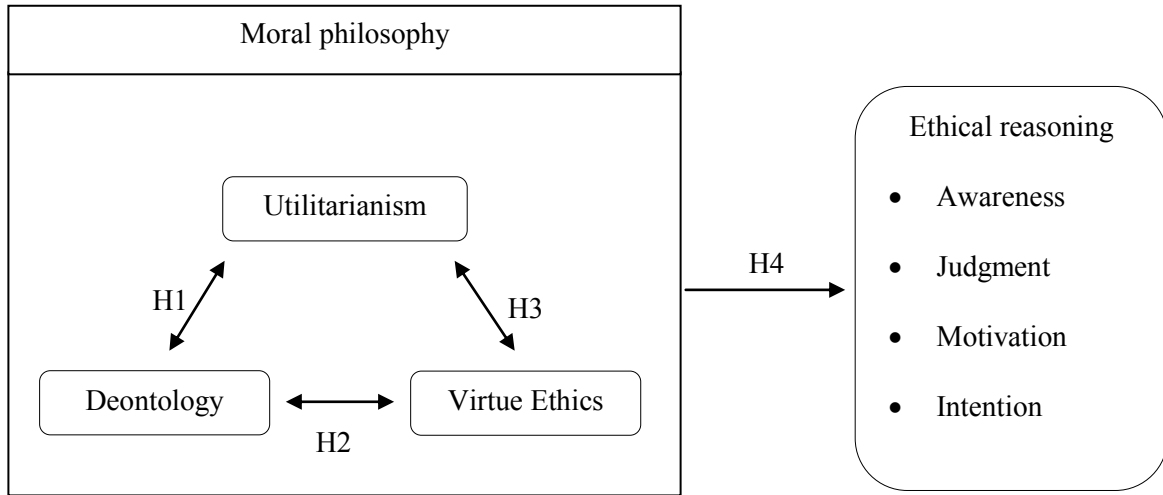 Moral philosophy
Utilitarianism
H1
H3
Deontology
H2
Virtue Ethics
H4
Ethical reasoning
• Awareness
• Judgment
• Motivation
• Intention